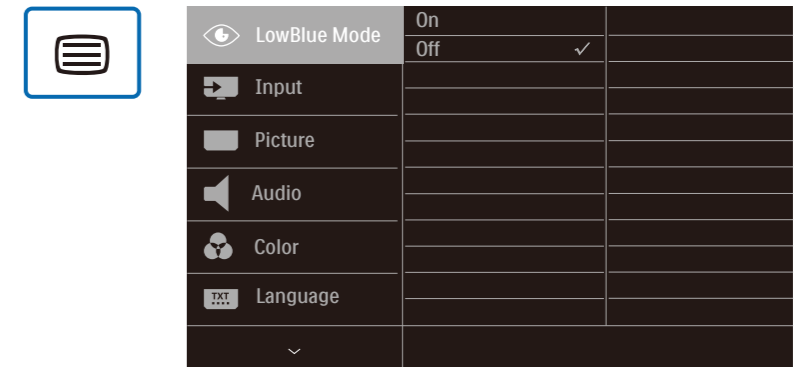 LowBlue Mode
On
Off
Input
Picture
Audio
Color
TXT
Language